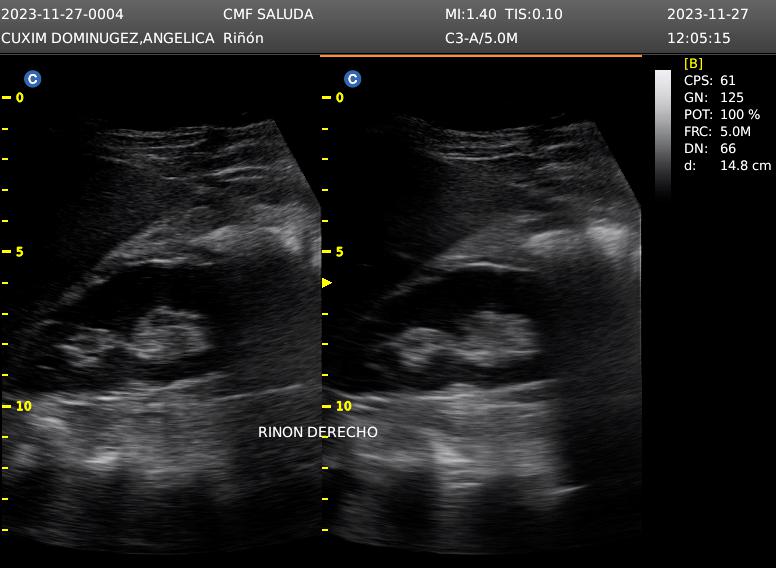 2023-11-27-0004 CMF SALUDA MI:1.40 TIS:0.10 2023-11-27
CUXIM DOMINUGEZ,ANGELICA Riñón C3-A/5.0M 12:05:15
[B]
C C CPS: 61
0 0 GN: 125
POT: 100 %
FRC: 5.0M
DN: 66
d: 14.8 cm
5 5
10 10
RINON DERECHO